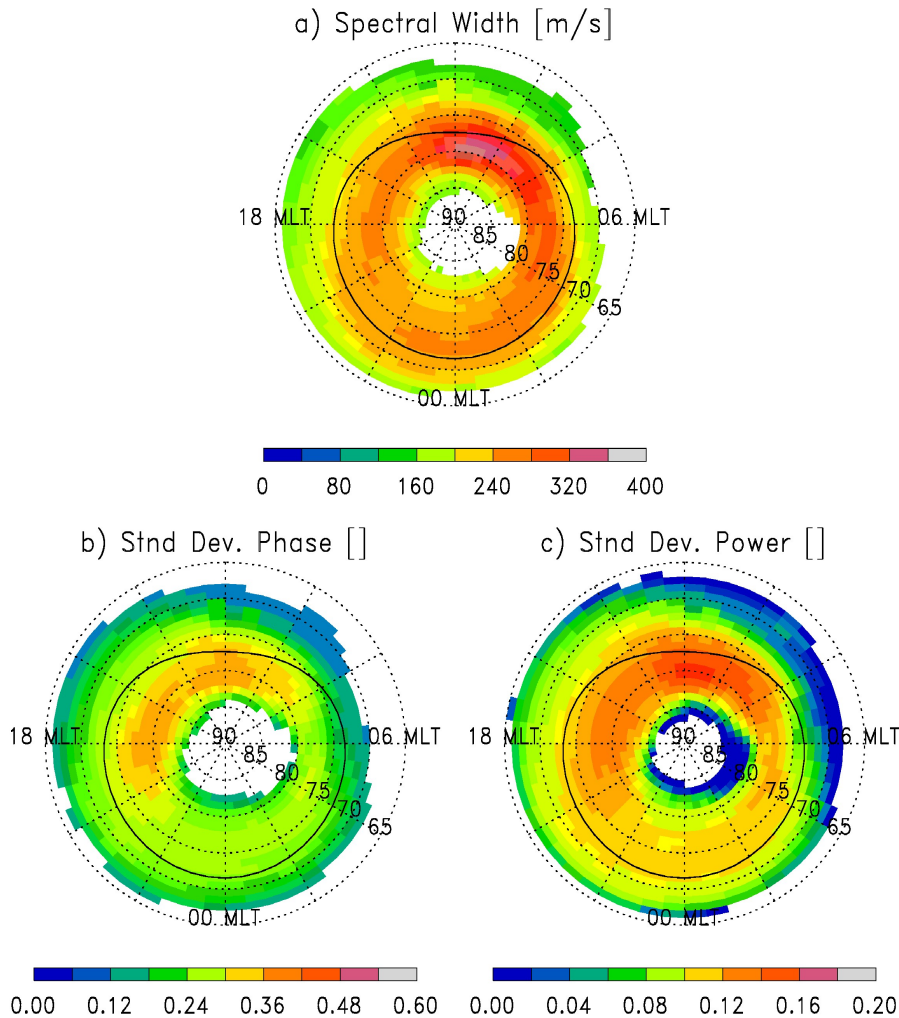 a) Spectral Width [m/s]
18 MLT
90
06 MLT
85
80
75
70
65
00 MLT
0 80 160 240 320 400
b) Stnd Dev. Phase []
c) Stnd Dev. Power []
18 MLT
90
06 MLT
85
80
75
70
65
00 MLT
18 MLT
90
06 MLT
85
80
75
70
65
00 MLT
0.00 0.12 0.24 0.36 0.48 0.60
0.00 0.04 0.08 0.12 0.16 0.20